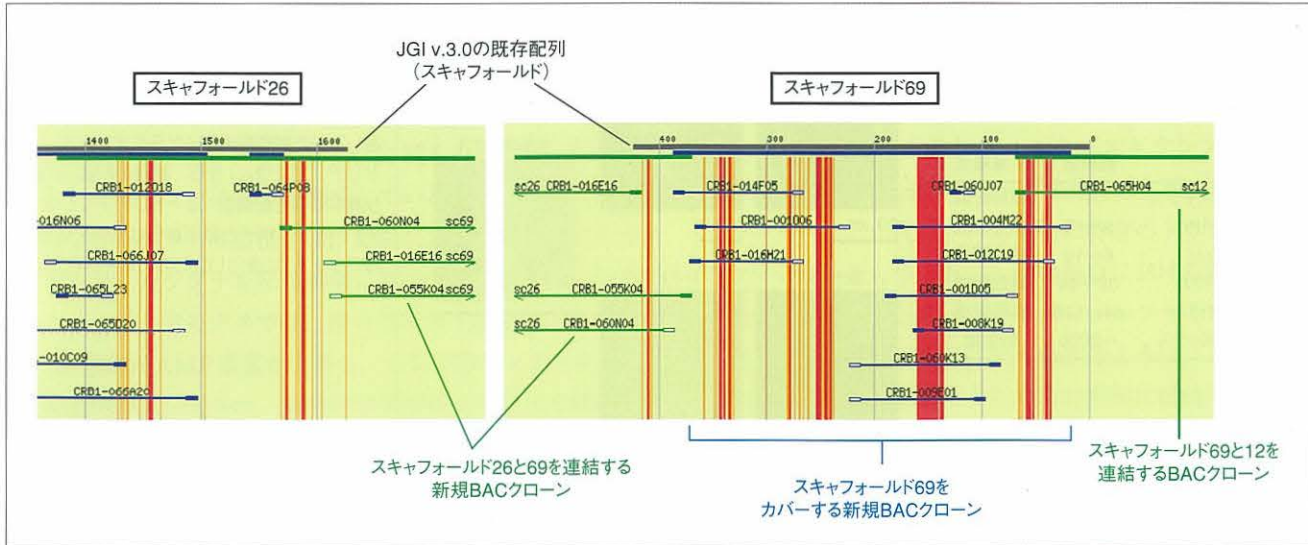 JGI v.3.0の既存配列
(スキャフォールド)
スキャフォールド26
スキャフォールド69
1400
1500
1600
CRB1-012D18
CRB1-064P08
-016N06
CRB1-060N04 sc69
CRB1-066J07
CRB1-016E16 sc69
CRB1-065L23
CRB1-055K04 sc69
CRB1-065D20
-010C09
CRB1-066A20
400
300
200
100
0
sc26 CRB1-016E16
CRB1-014F05
CRB1-060J07
CRB1-065H04 sc12
CRB1-001O06
CRB1-004M22
CRB1-016H21
CRB1-012C19
sc26 CRB1-055K04
CRB1-001D05
sc26 CRB1-060N04
CRB1-008K19
CRB1-060K13
CRB1-009E01
スキャフォールド26と69を連結する
新規BACクローン
スキャフォールド69を
カバーする新規BACクローン
スキャフォールド69と12を
連結するBACクローン